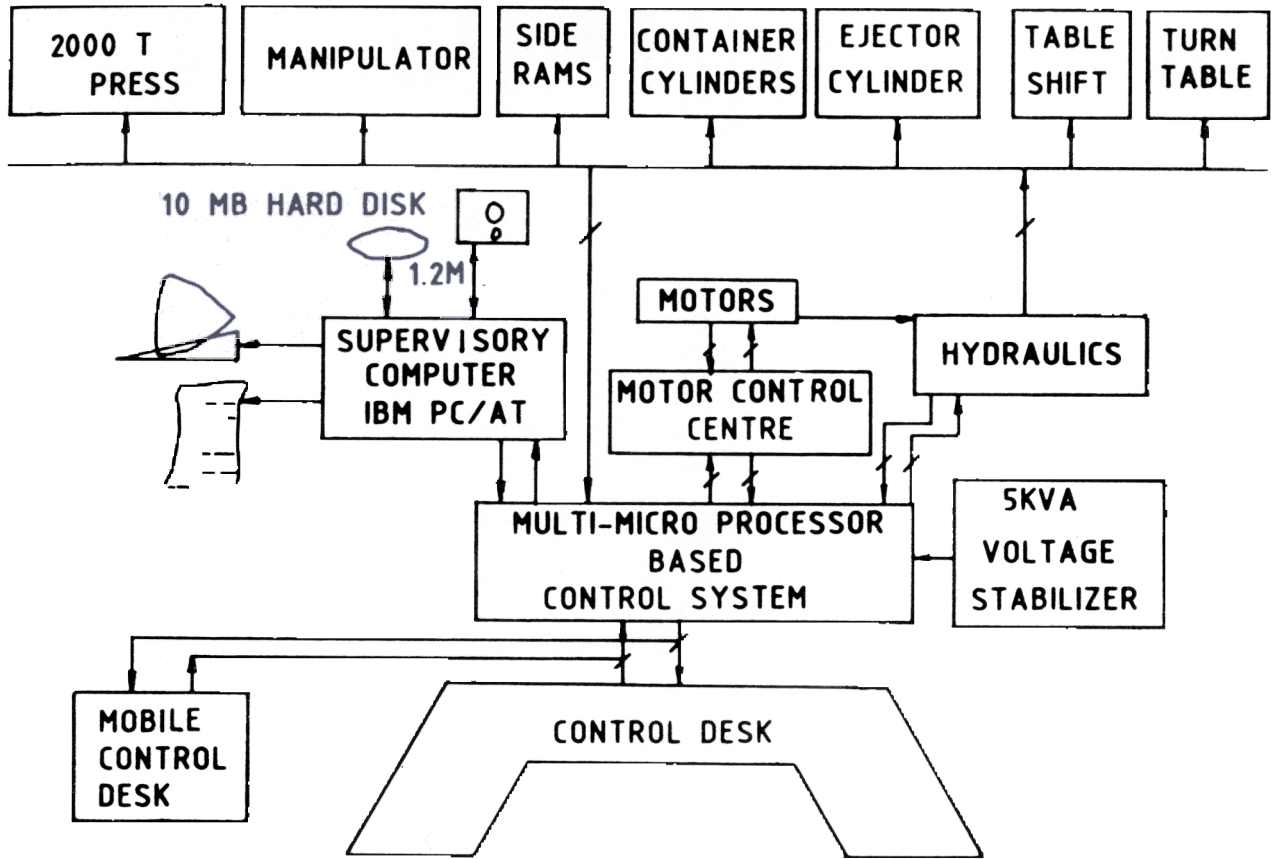 2000 T
PRESS
MANIPULATOR
SIDE
RAMS
CONTAINER
CYLINDERS
EJECTOR
CYLINDER
TABLE
SHIFT
TURN
TABLE
10 MB HARD DISK
1.2M
MOTORS
SUPERVISORY
COMPUTER
IBM PC/AT
HYDRAULICS
MOTOR CONTROL
CENTRE
MULTI-MICRO PROCESSOR
BASED
CONTROL SYSTEM
5KVA
VOLTAGE
STABILIZER
MOBILE
CONTROL
DESK
CONTROL DESK